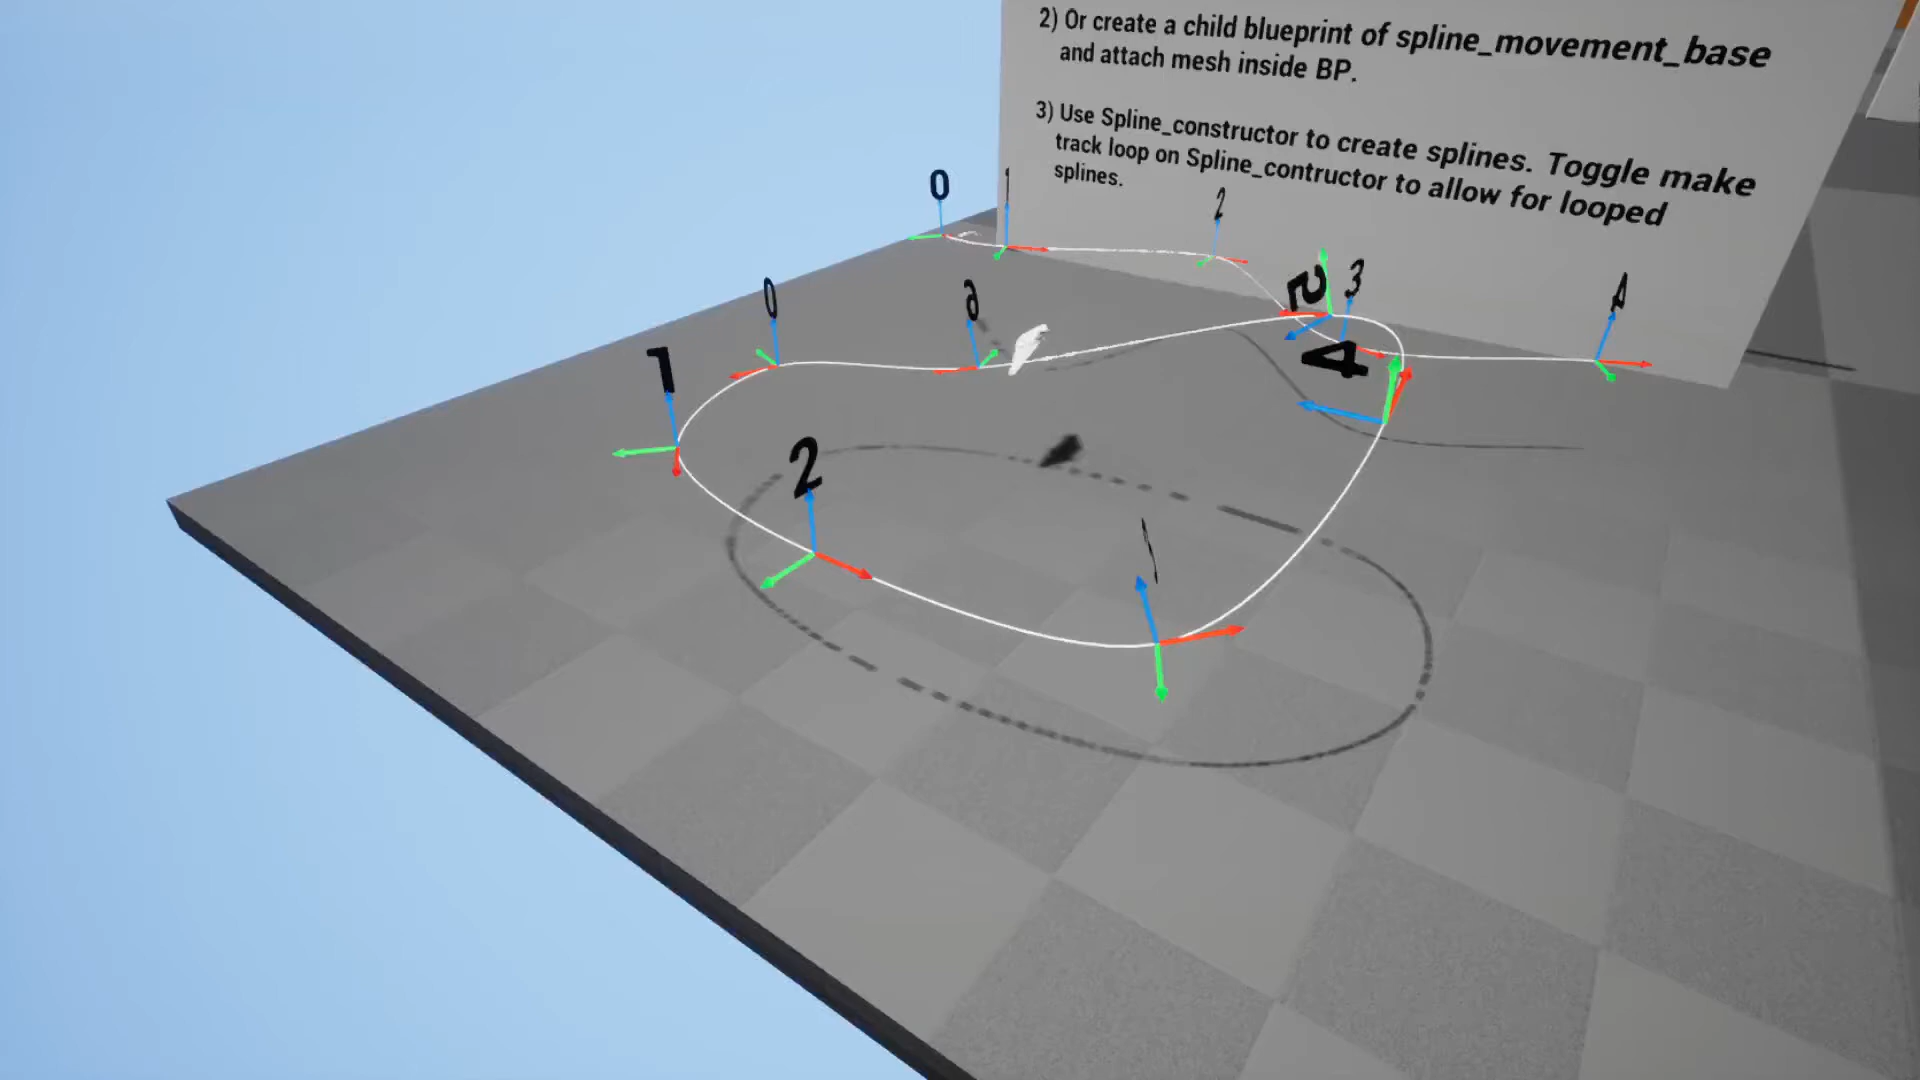 2) Or create a child blueprint of spline_movement_base
and attach mesh inside BP.
3) Use Spline_constructor to create splines. Toggle make
track loop on Spline_contructor to allow for looped
splines.
0
1
2
3
4
0
6
5
4
1
2